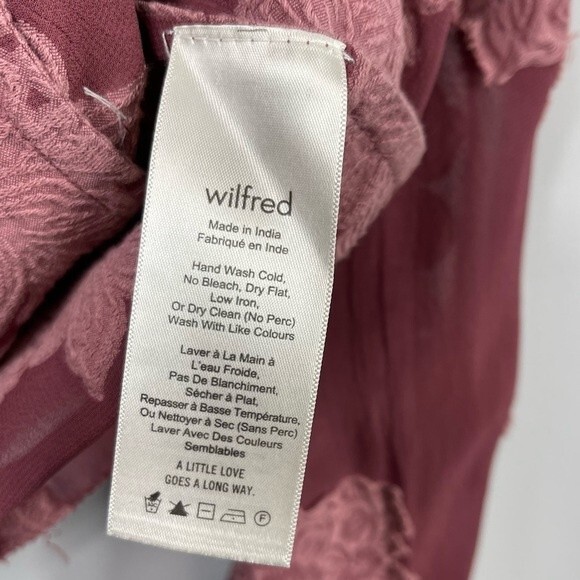 wilfred
Made in India
Fabriqué en Inde
Hand Wash Cold,
No Bleach, Dry Flat,
Low Iron,
Or Dry Clean (No Perc)
Wash With Like Colours
Laver à La Main à
L'eau Froide,
Pas De Blanchiment,
Sécher à Plat,
Repasser à Basse Température,
Ou Nettoyer à Sec (Sans Perc)
Laver Avec Des Couleurs
Semblables
A LITTLE LOVE
GOES A LONG WAY.
F